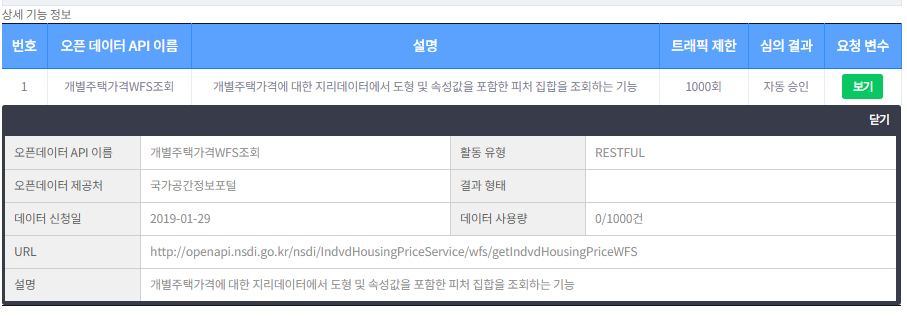 상세 기능 정보
번호 오픈 데이터 API 이름 설명 트래픽 제한 심의 결과 요청 변수
1 개별주택가격WFS조회 개별주택가격에 대한 지리데이터에서 도형 및 속성값을 포함한 피처 집합을 조회하는 기능 1000회 자동 승인 보기
닫기
오픈데이터 API 이름 개별주택가격WFS조회 활동 유형 RESTFUL
오픈데이터 제공처 국가공간정보포털 결과 형태
데이터 신청일 2019-01-29 데이터 사용량 0/1000건
URL http://openapi.nsdi.go.kr/nsdi/IndvdHousingPriceService/wfs/getIndvdHousingPriceWFS
설명 개별주택가격에 대한 지리데이터에서 도형 및 속성값을 포함한 피처 집합을 조회하는 기능